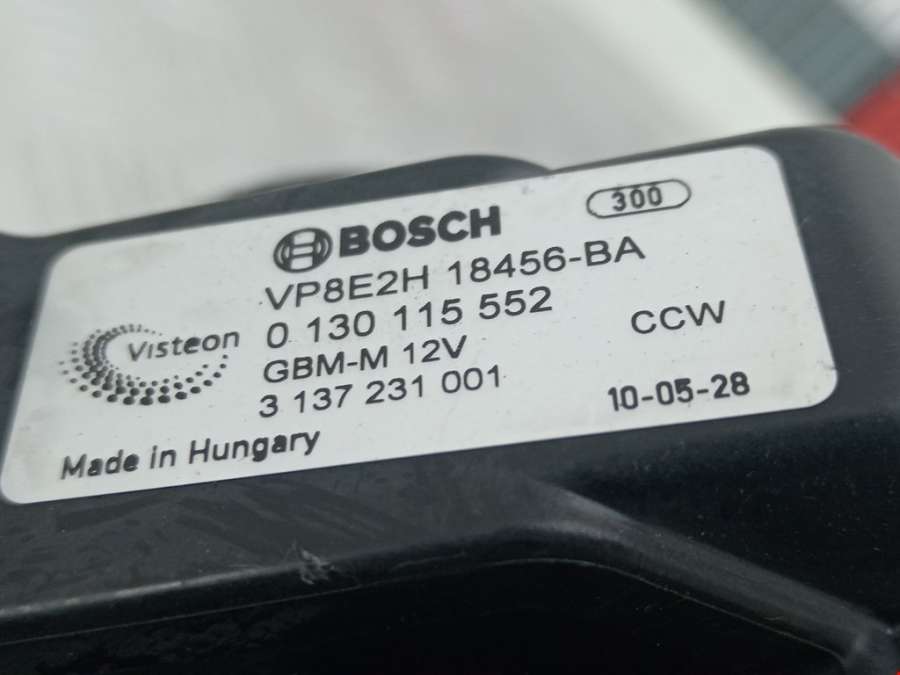 BOSCH
300
VP8E2H 18456-BA
Visteon
0 130 115 552
CCW
GBM-M 12V
3 137 231 001
10-05-28
Made in Hungary